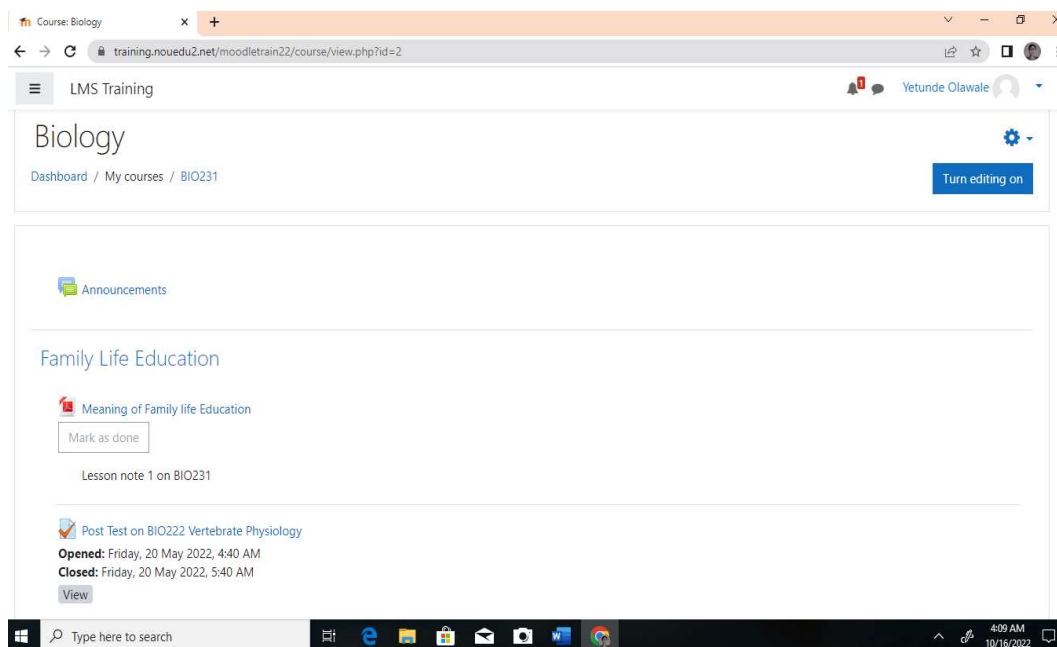 Course: Biology
training.nouedu2.net/moodletrain22/course/view.php?id=2
LMS Training
1
Yetunde Olawale
Biology
Dashboard / My courses / BIO231
Turn editing on
Announcements
Family Life Education
Meaning of Family life Education
Mark as done
Lesson note 1 on BIO231
Post Test on BIO222 Vertebrate Physiology
Opened: Friday, 20 May 2022, 4:40 AM
Closed: Friday, 20 May 2022, 5:40 AM
View
Type here to search
4:09 AM
10/16/2022